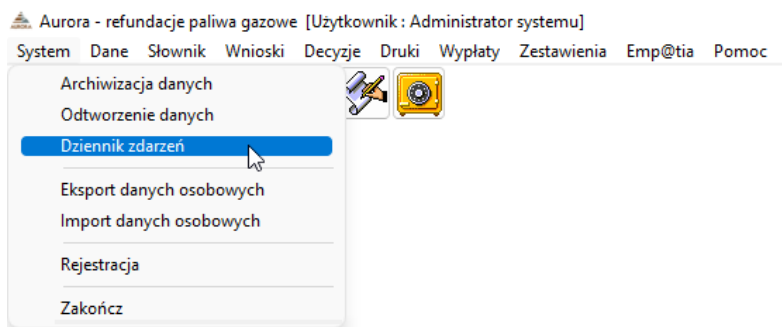 AURORA Aurora - refundacje paliwa gazowe [Użytkownik : Administrator systemu]
System Dane Słownik Wnioski Decyzje Druki Wypłaty Zestawienia Emp@tia Pomoc
Archiwizacja danych
Odtworzenie danych
Dziennik zdarzeń
Eksport danych osobowych
Import danych osobowych
Rejestracja
Zakończ